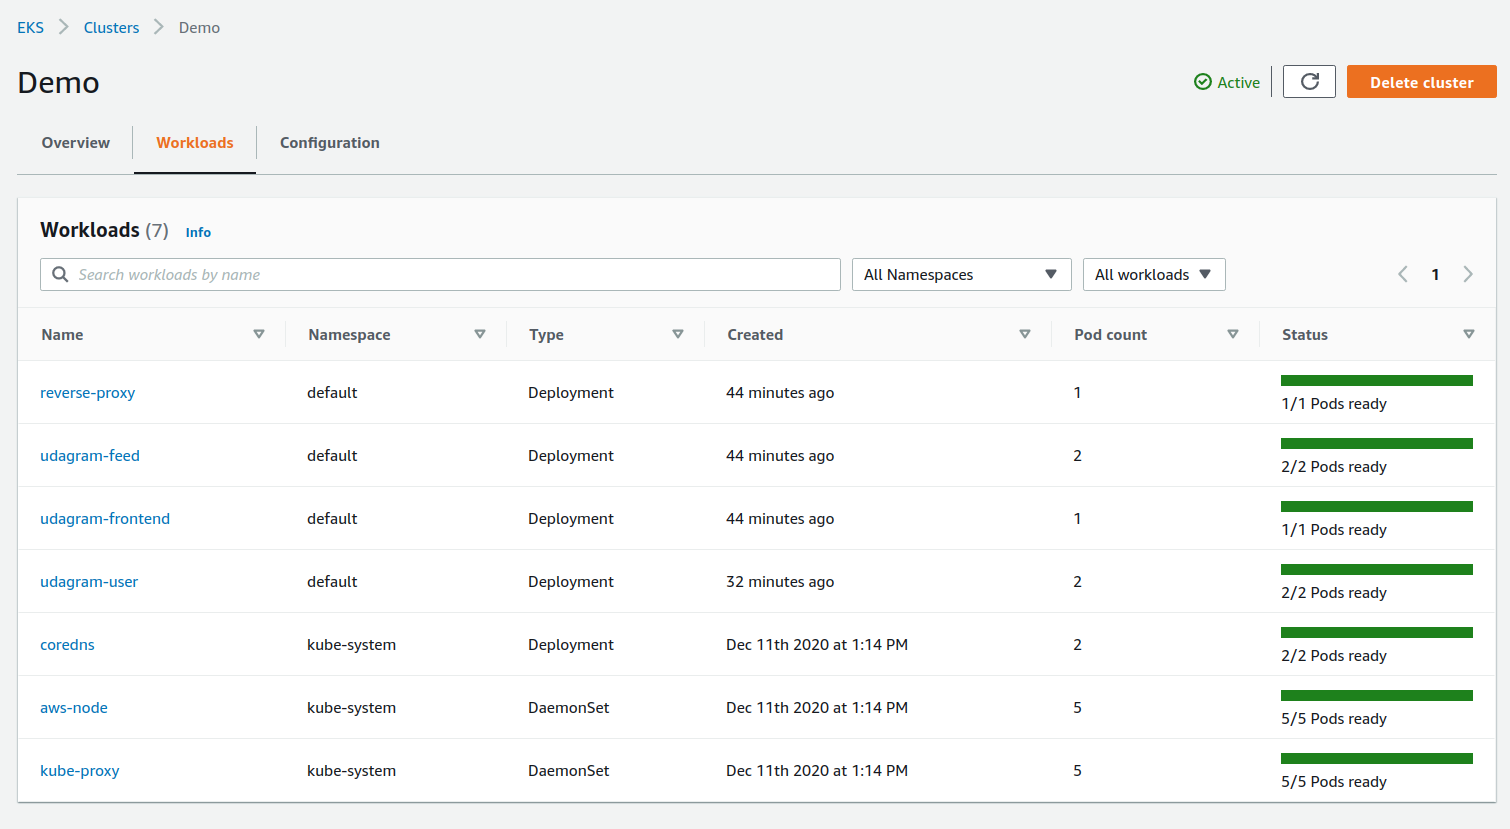 EKS Clusters Demo
Demo
Active Delete cluster
Overview Workloads Configuration
Workloads (7) Info
Search workloads by name All Namespaces All workloads 1
Name Namespace Type Created Pod count Status
reverse-proxy default Deployment 44 minutes ago 1 1/1 Pods ready
udagram-feed default Deployment 44 minutes ago 2 2/2 Pods ready
udagram-frontend default Deployment 44 minutes ago 1 1/1 Pods ready
udagram-user default Deployment 32 minutes ago 2 2/2 Pods ready
coredns kube-system Deployment Dec 11th 2020 at 1:14 PM 2 2/2 Pods ready
aws-node kube-system DaemonSet Dec 11th 2020 at 1:14 PM 5 5/5 Pods ready
kube-proxy kube-system DaemonSet Dec 11th 2020 at 1:14 PM 5 5/5 Pods ready